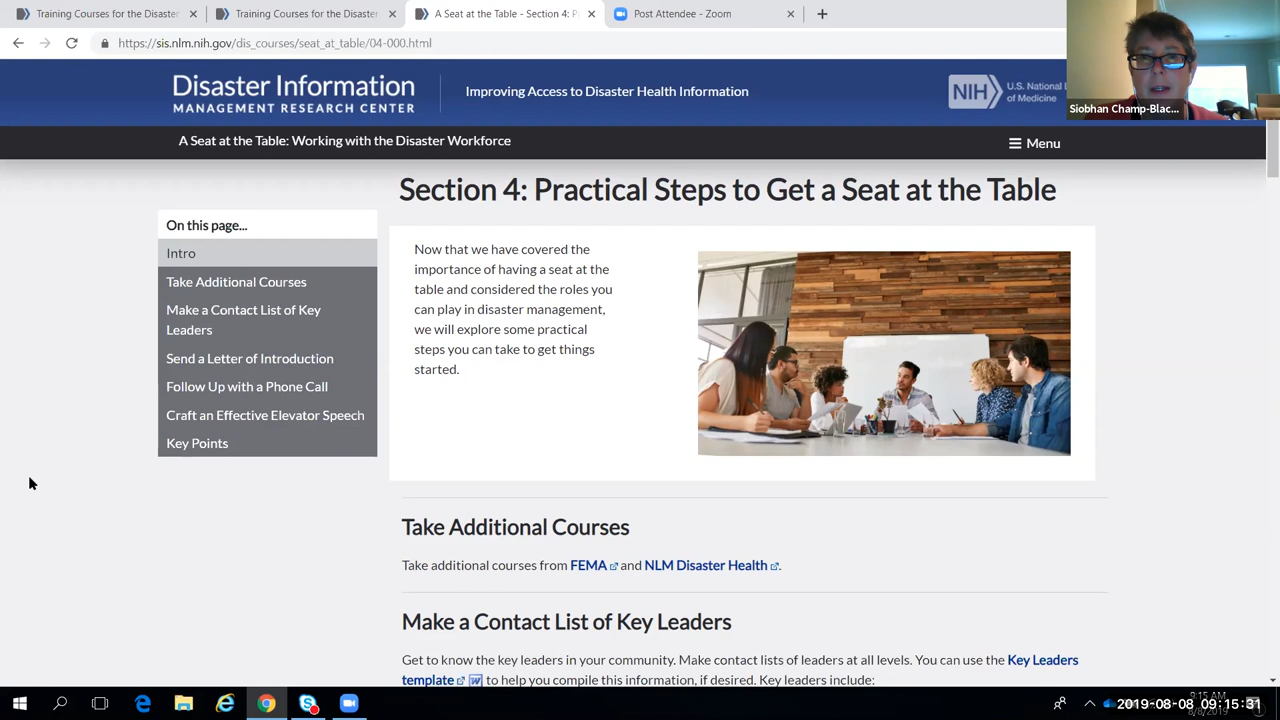 Training Courses for the Disaster
Training Courses for the Disaster
A Seat at the Table - Section 4: P
Post Attendee - Zoom
https://sis.nlm.nih.gov/dis_courses/seat_at_table/04-000.html
Disaster Information
MANAGEMENT RESEARCH CENTER
Improving Access to Disaster Health Information
NIH
U.S. National L
of Medicine
Siobhan Champ-Blac...
A Seat at the Table: Working with the Disaster Workforce
Menu
Section 4: Practical Steps to Get a Seat at the Table
On this page...
Intro
Take Additional Courses
Make a Contact List of Key
Leaders
Send a Letter of Introduction
Follow Up with a Phone Call
Craft an Effective Elevator Speech
Key Points
Now that we have covered the
importance of having a seat at the
table and considered the roles you
can play in disaster management,
we will explore some practical
steps you can take to get things
started.
Take Additional Courses
Take additional courses from FEMA and NLM Disaster Health.
Make a Contact List of Key Leaders
Get to know the key leaders in your community. Make contact lists of leaders at all levels. You can use the Key Leaders
template to help you compile this information, if desired. Key leaders include:
9:15 AM
2019-08-08 09:15:31
8/8/2019